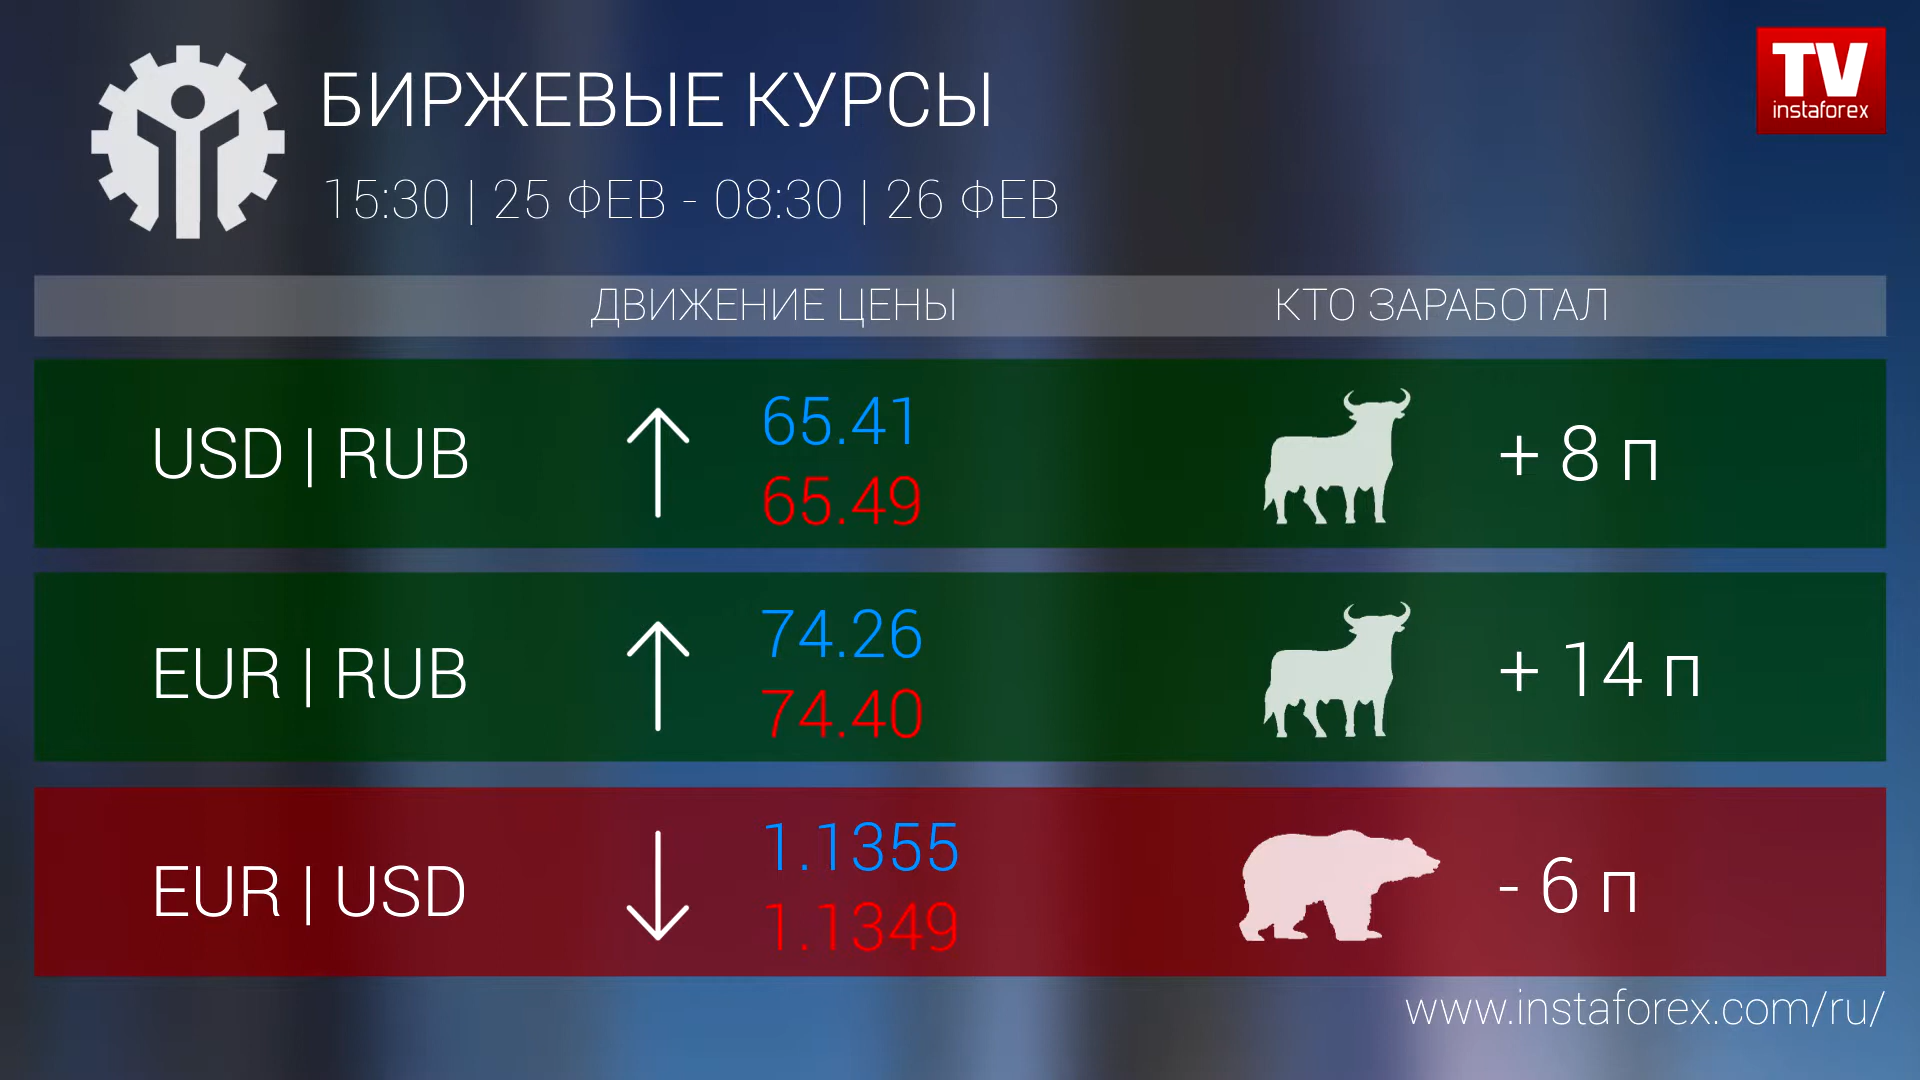 БИРЖЕВЫЕ КУРСЫ
TV
instaforex
15:30 | 25 ФЕВ - 08:30 | 26 ФЕВ
ДВИЖЕНИЕ ЦЕНЫ КТО ЗАРАБОТАЛ
65.41
USD | RUB + 8 п
65.49
74.26
EUR | RUB + 14 п
74.40
1.1355
EUR | USD - 6 п
1.1349
www.instaforex.com/ru/